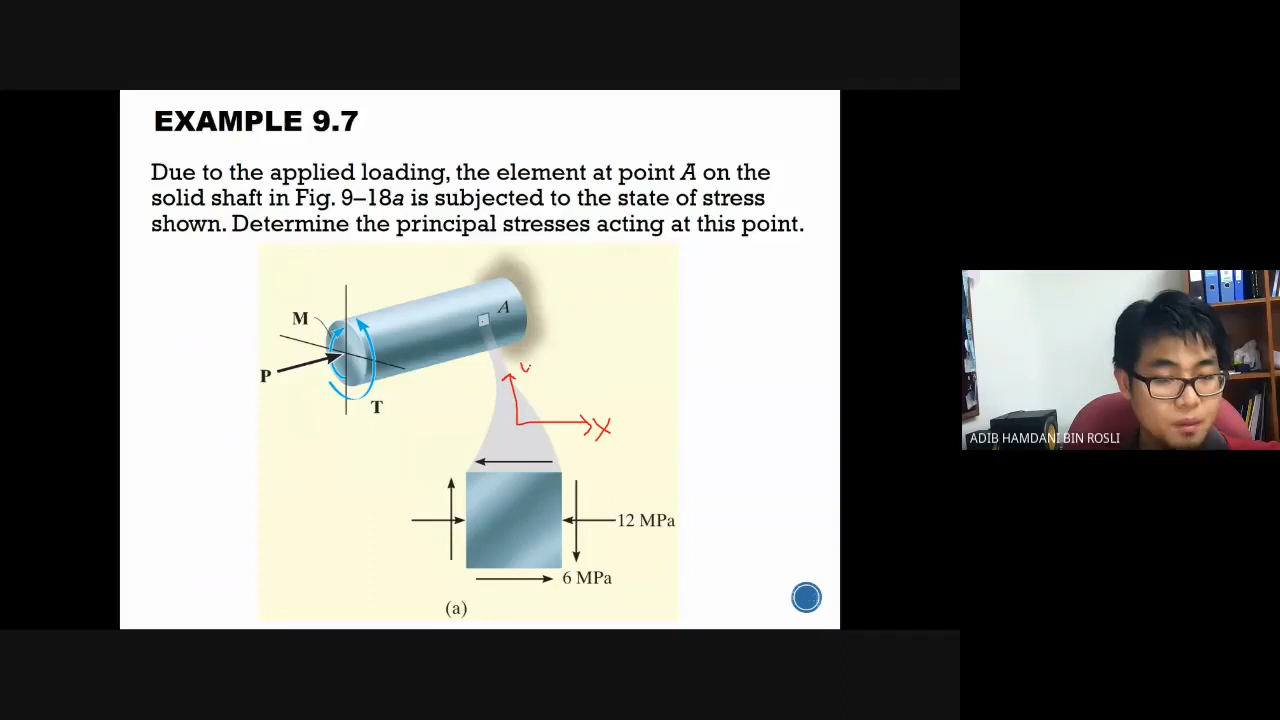 EXAMPLE 9.7
Due to the applied loading, the element at point A on the
solid shaft in Fig. 9–18a is subjected to the state of stress
shown. Determine the principal stresses acting at this point.
A
M
P
T
X
12 MPa
6 MPa
(a)
ADIB HAMDANI BIN ROSLI